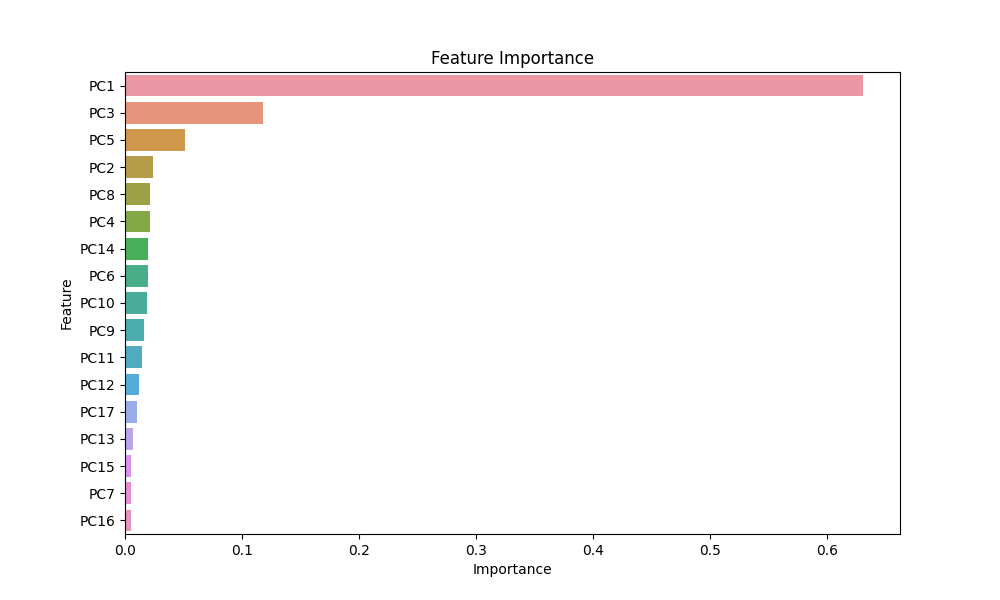 Feature Importance
PC1
PC3
PC5
PC2
PC8
PC4
PC14
PC6
PC10
PC9
PC11
PC12
PC17
PC13
PC15
PC7
PC16
Feature
0.0 0.1 0.2 0.3 0.4 0.5 0.6
Importance